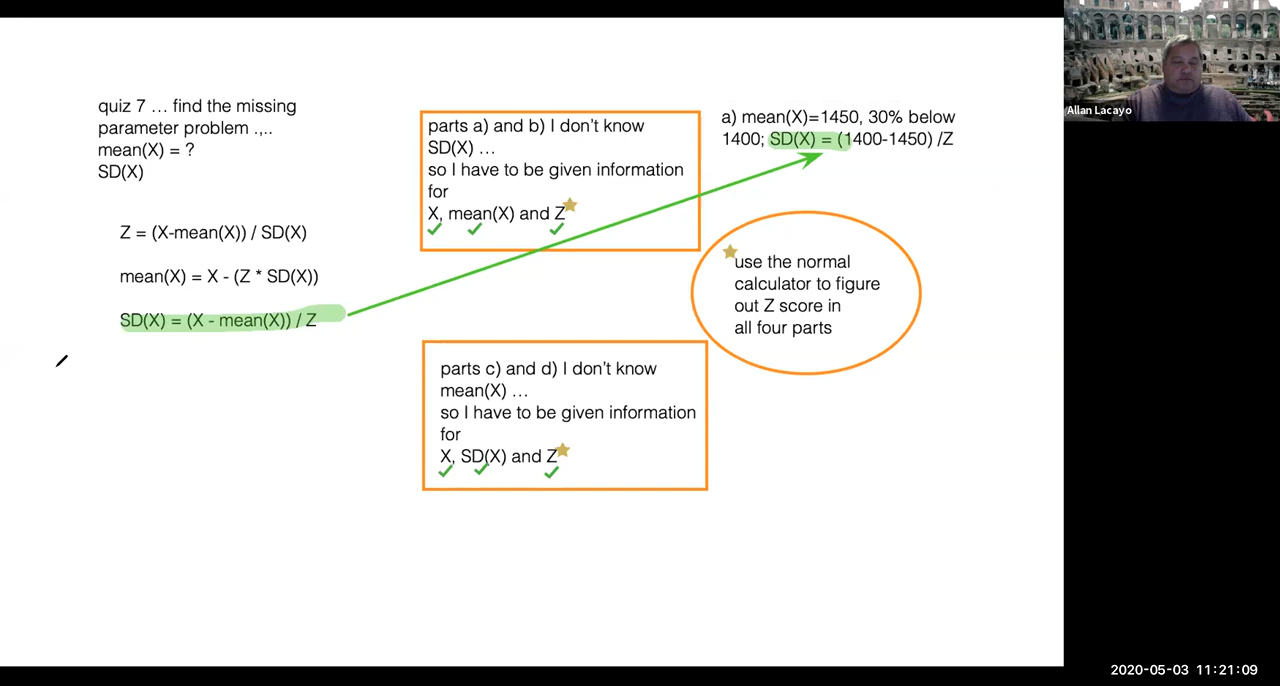 quiz 7 … find the missing
parameter problem .,..
mean(X) = ?
SD(X)
Z = (X-mean(X)) / SD(X)
mean(X) = X - (Z * SD(X))
SD(X) = (X - mean(X)) / Z
parts a) and b) I don't know
SD(X) …
so I have to be given information
for
X, mean(X) and Z
a) mean(X)=1450, 30% below
1400; SD(X) = (1400-1450) /Z
use the normal
calculator to figure
out Z score in
all four parts
parts c) and d) I don't know
mean(X) …
so I have to be given information
for
X, SD(X) and Z
Allan Lacayo
2020-05-03 11:21:09